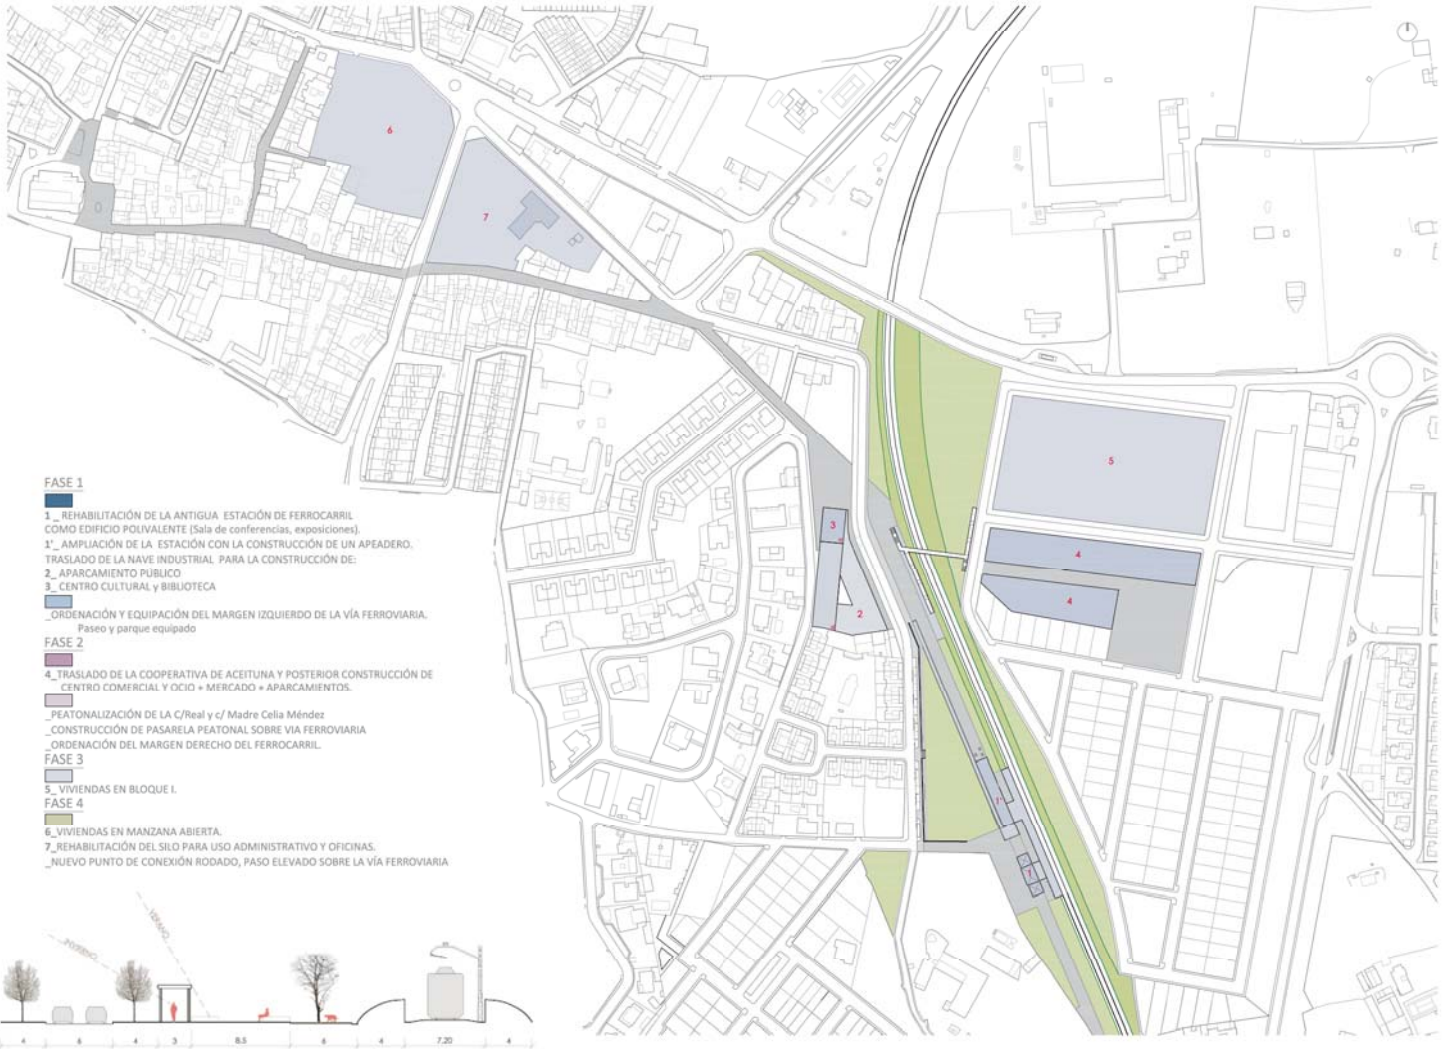 6
7
5
4
4
3
2
1'
1
FASE 1
1 _ REHABILITACIÓN DE LA ANTIGUA ESTACIÓN DE FERROCARRIL
COMO EDIFICIO POLIVALENTE (Sala de conferencias, exposiciones).
1'_ AMPLIACIÓN DE LA ESTACIÓN CON LA CONSTRUCCIÓN DE UN APEADERO.
TRASLADO DE LA NAVE INDUSTRIAL PARA LA CONSTRUCCIÓN DE:
2_ APARCAMIENTO PÚBLICO
3_ CENTRO CULTURAL y BIBLIOTECA
_ORDENACIÓN Y EQUIPACIÓN DEL MARGEN IZQUIERDO DE LA VÍA FERROVIARIA.
Paseo y parque equipado
FASE 2
4_TRASLADO DE LA COOPERATIVA DE ACEITUNA Y POSTERIOR CONSTRUCCIÓN DE
CENTRO COMERCIAL Y OCIO + MERCADO + APARCAMIENTOS.
_PEATONALIZACIÓN DE LA C/Real y c/ Madre Celia Méndez
_CONSTRUCCIÓN DE PASARELA PEATONAL SOBRE VIA FERROVIARIA
_ORDENACIÓN DEL MARGEN DERECHO DEL FERROCARRIL.
FASE 3
5_ VIVIENDAS EN BLOQUE I.
FASE 4
6_VIVIENDAS EN MANZANA ABIERTA.
7_REHABILITACIÓN DEL SILO PARA USO ADMINISTRATIVO Y OFICINAS.
_NUEVO PUNTO DE CONEXIÓN RODADO, PASO ELEVADO SOBRE LA VÍA FERROVIARIA
VERANO
INVIERNO
4 6 4 3 8.5 6 4 7.20 4